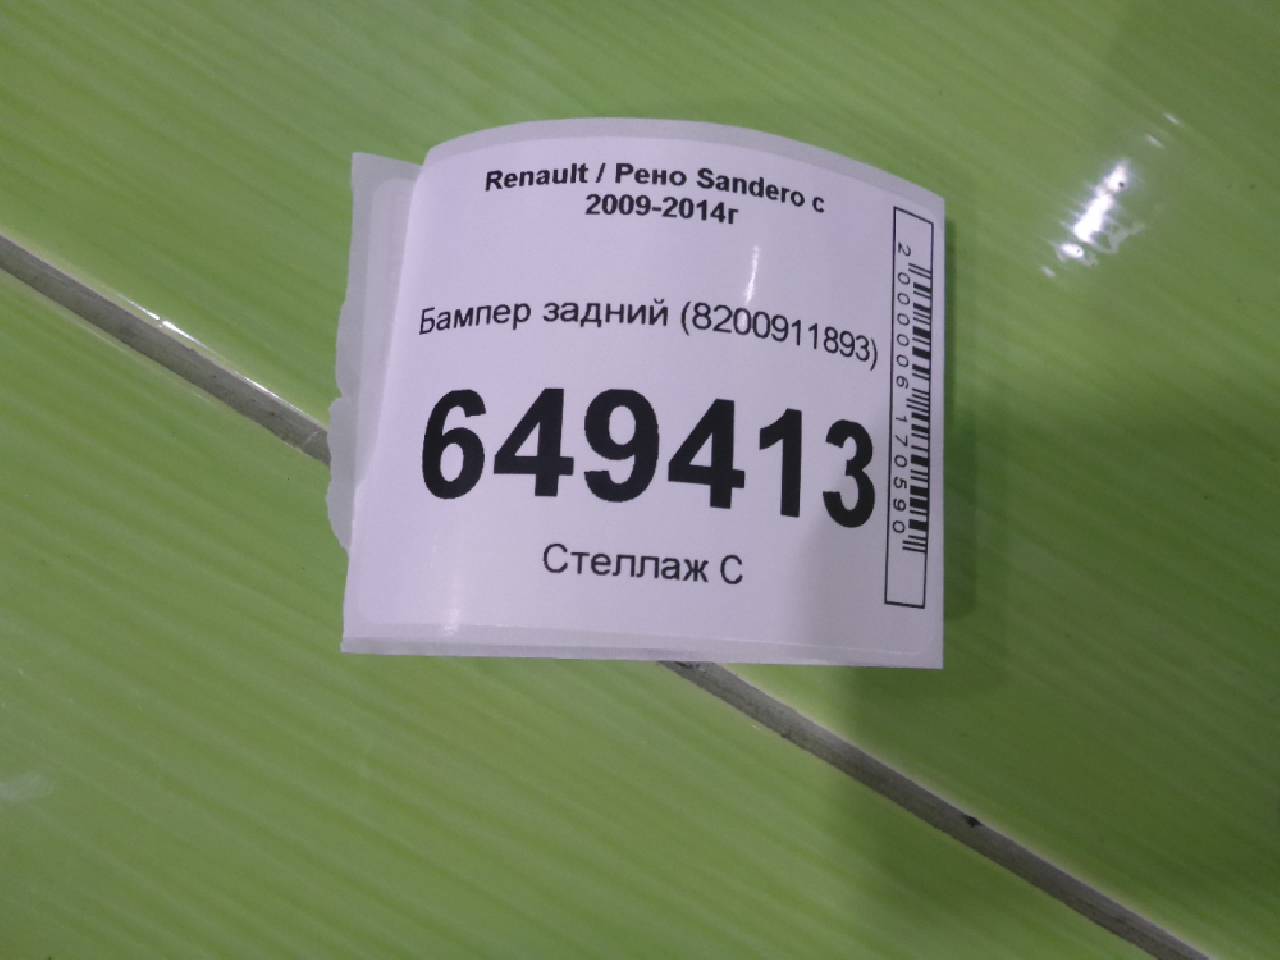 Renault / Рено Sandero с
2009-2014г
Бампер задний (8200911893)
649413
Стеллаж С
2000006170590